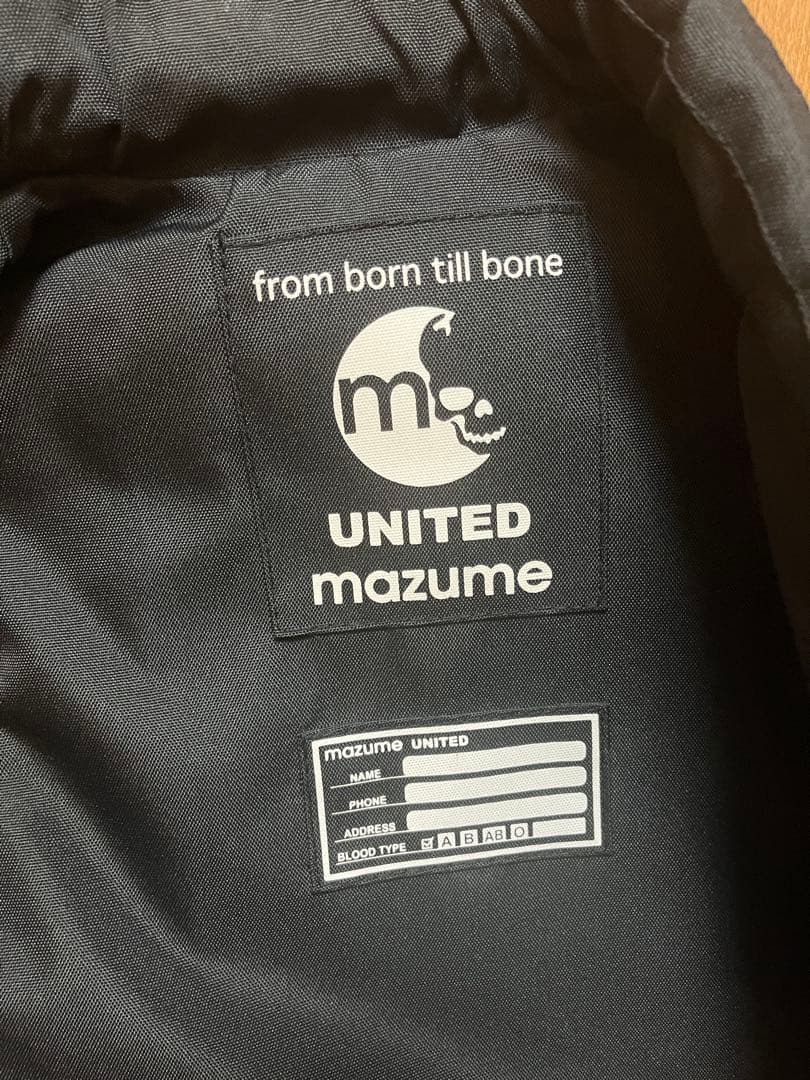 from born till bone
m
UNITED
mazume
mazume UNITED
NAME
PHONE
ADDRESS
BLOOD TYPE A B AB O